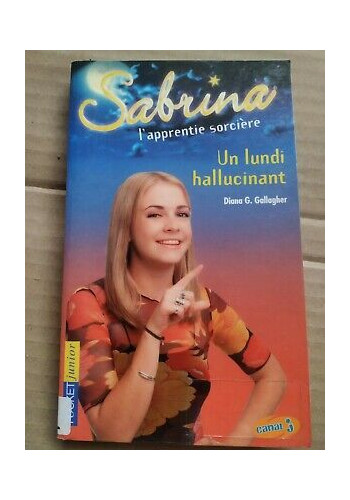 Sabrina
l'apprentie sorcière
Un lundi
hallucinant
Diana G. Gallagher
POCKET junior
canal J